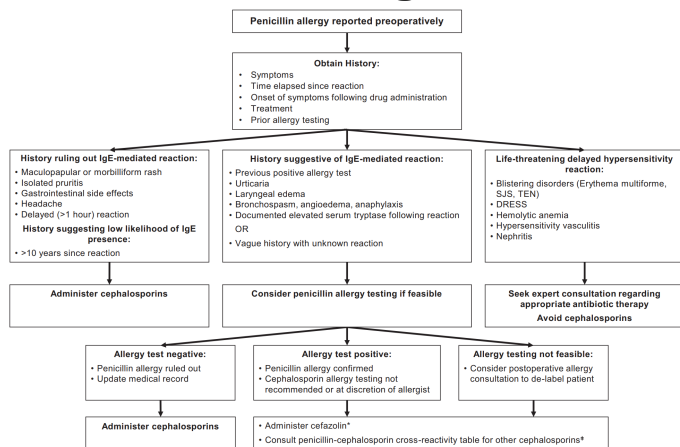 Penicillin allergy reported preoperatively
Obtain History:
• Symptoms
• Time elapsed since reaction
• Onset of symptoms following drug administration
• Treatment
• Prior allergy testing
History ruling out IgE-mediated reaction:
• Maculopapular or morbilliform rash
• Isolated pruritis
• Gastrointestinal side effects
• Headache
• Delayed (>1 hour) reaction
History suggesting low likelihood of IgE
presence:
• >10 years since reaction
History suggestive of IgE-mediated reaction:
• Previous positive allergy test
• Urticaria
• Laryngeal edema
• Bronchospasm, angioedema, anaphylaxis
• Documented elevated serum tryptase following reaction
OR
• Vague history with unknown reaction
Life-threatening delayed hypersensitivity
reaction:
• Blistering disorders (Erythema multiforme,
SJS, TEN)
• DRESS
• Hemolytic anemia
• Hypersensitivity vasculitis
• Nephritis
Administer cephalosporins
Consider penicillin allergy testing if feasible
Seek expert consultation regarding
appropriate antibiotic therapy
Avoid cephalosporins
Allergy test negative:
• Penicillin allergy ruled out
• Update medical record
Allergy test positive:
• Penicillin allergy confirmed
• Cephalosporin allergy testing not
recommended or at discretion of allergist
Allergy testing not feasible:
• Consider postoperative allergy
consultation to de-label patient
Administer cephalosporins
• Administer cefazolin*
• Consult penicillin-cephalosporin cross-reactivity table for other cephalosporins